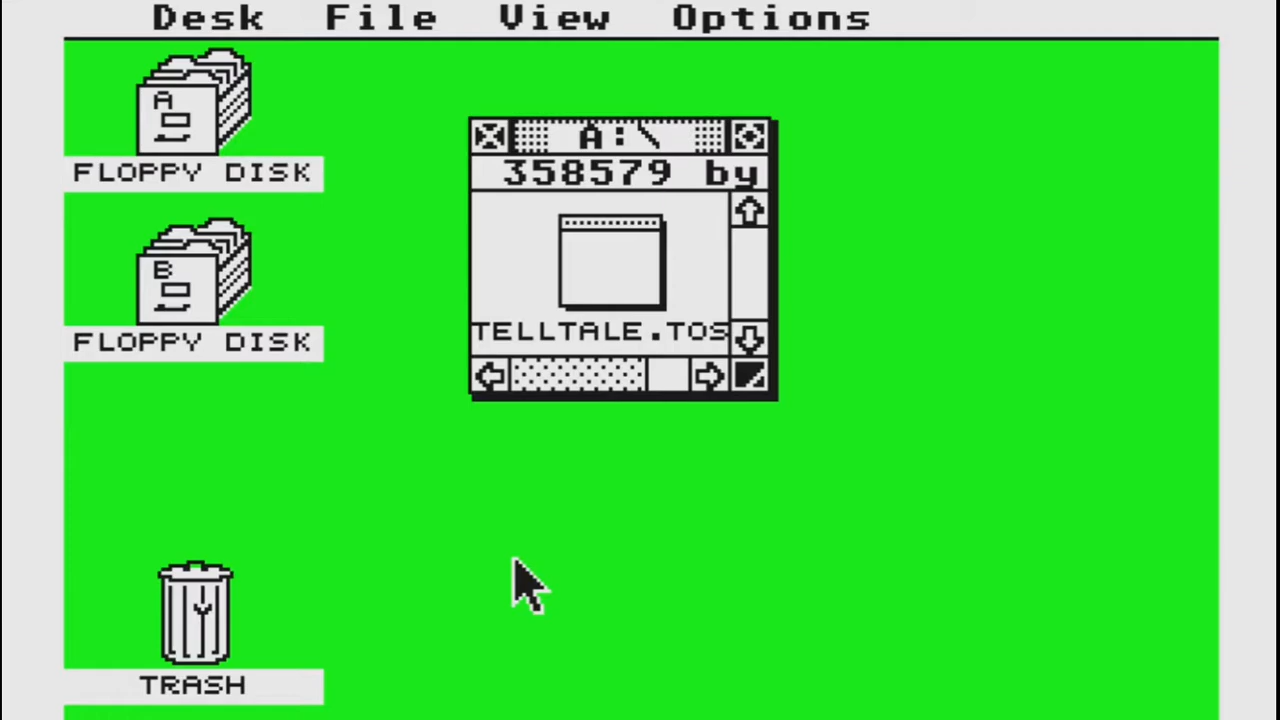 Desk File View Options
A
FLOPPY DISK
A:\
358579 by
TELLTALE.TOS
B
FLOPPY DISK
TRASH